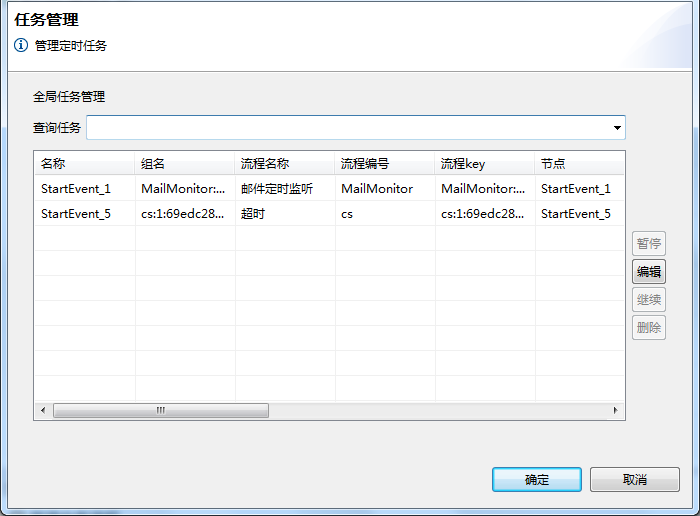 任务管理
管理定时任务
全局任务管理
查询任务
名称 组名 流程名称 流程编号 流程key 节点
StartEvent_1 MailMonitor:... 邮件定时监听 MailMonitor MailMonitor:... StartEvent_1
StartEvent_5 cs:1:69edc28... 超时 cs cs:1:69edc28... StartEvent_5
暂停
编辑
继续
删除
确定 取消